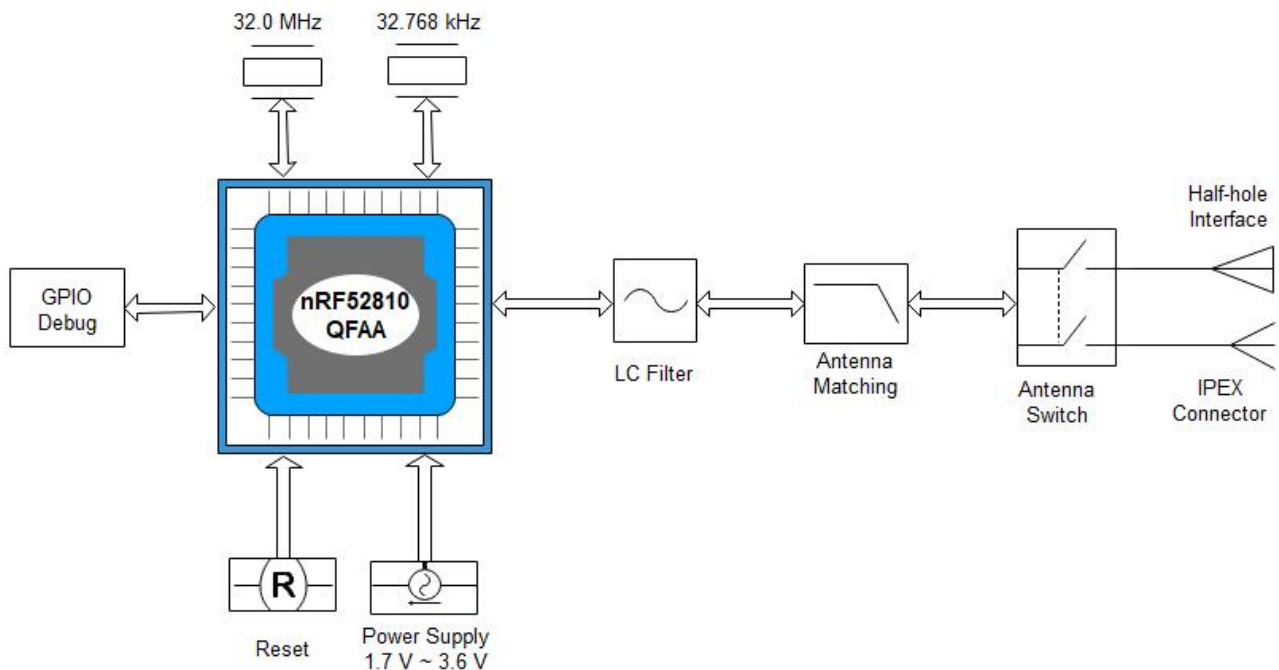 32.0 MHz
32.768 kHz
Half-hole
Interface
GPIO
Debug
nRF52810
QFAA
LC Filter
Antenna
Matching
Antenna
Switch
IPEX
Connector
R
Reset
Power Supply
1.7 V ~ 3.6 V